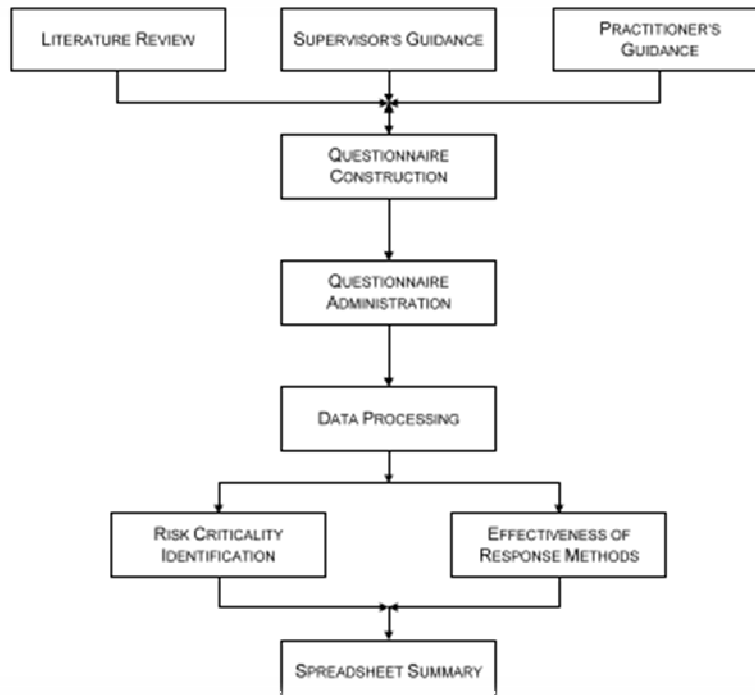 LITERATURE REVIEW
SUPERVISOR'S GUIDANCE
PRACTITIONER'S
GUIDANCE
QUESTIONNAIRE
CONSTRUCTION
QUESTIONNAIRE
ADMINISTRATION
DATA PROCESSING
RISK CRITICALITY
IDENTIFICATION
EFFECTIVENESS OF
RESPONSE METHODS
SPREADSHEET SUMMARY